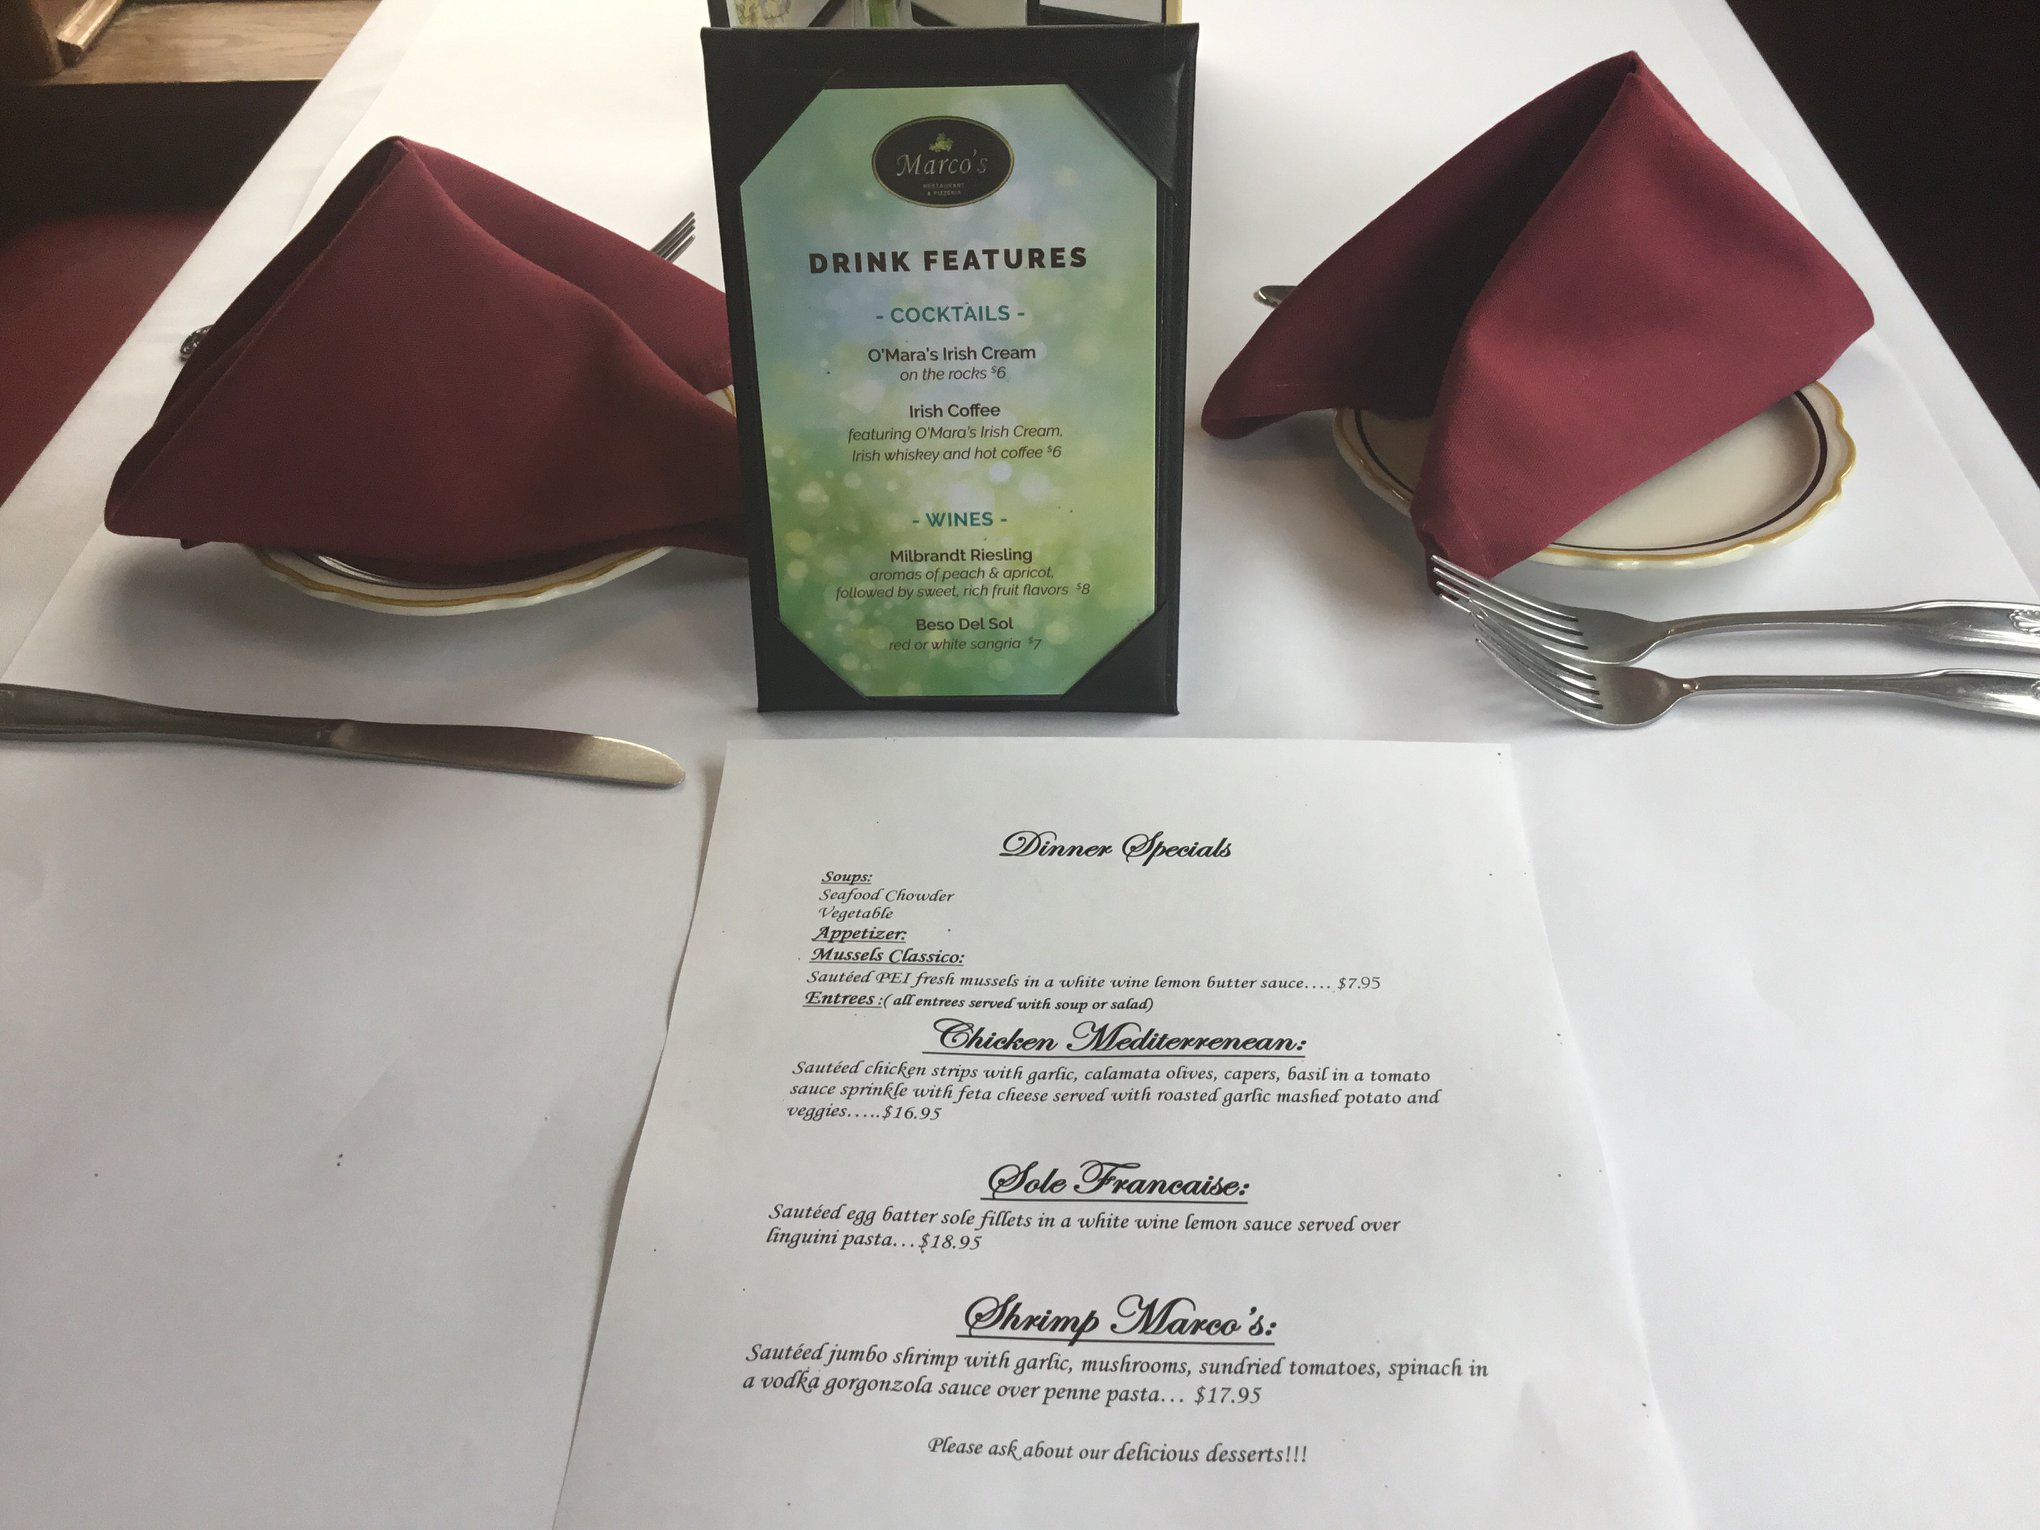 Marco's
RESTAURANT
& PIZZERIA
DRINK FEATURES
- COCKTAILS -
O'Mara's Irish Cream
on the rocks $6
Irish Coffee
featuring O'Mara's Irish Cream,
Irish whiskey and hot coffee $6
- WINES -
Milbrandt Riesling
aromas of peach & apricot,
followed by sweet, rich fruit flavors $8
Beso Del Sol
red or white sangria $7
Dinner Specials
Soups:
Seafood Chowder
Vegetable
Appetizer:
Mussels Classico:
Sautéed PEI fresh mussels in a white wine lemon butter sauce.... $7.95
Entrees :( all entrees served with soup or salad)
Chicken Mediterrenean:
Sautéed chicken strips with garlic, calamata olives, capers, basil in a tomato
sauce sprinkle with feta cheese served with roasted garlic mashed potato and
veggies.....$16.95
Sole Francaise:
Sautéed egg batter sole fillets in a white wine lemon sauce served over
linguini pasta...$18.95
Shrimp Marco's:
Sautéed jumbo shrimp with garlic, mushrooms, sundried tomatoes, spinach in
a vodka gorgonzola sauce over penne pasta... $17.95
Please ask about our delicious desserts!!!